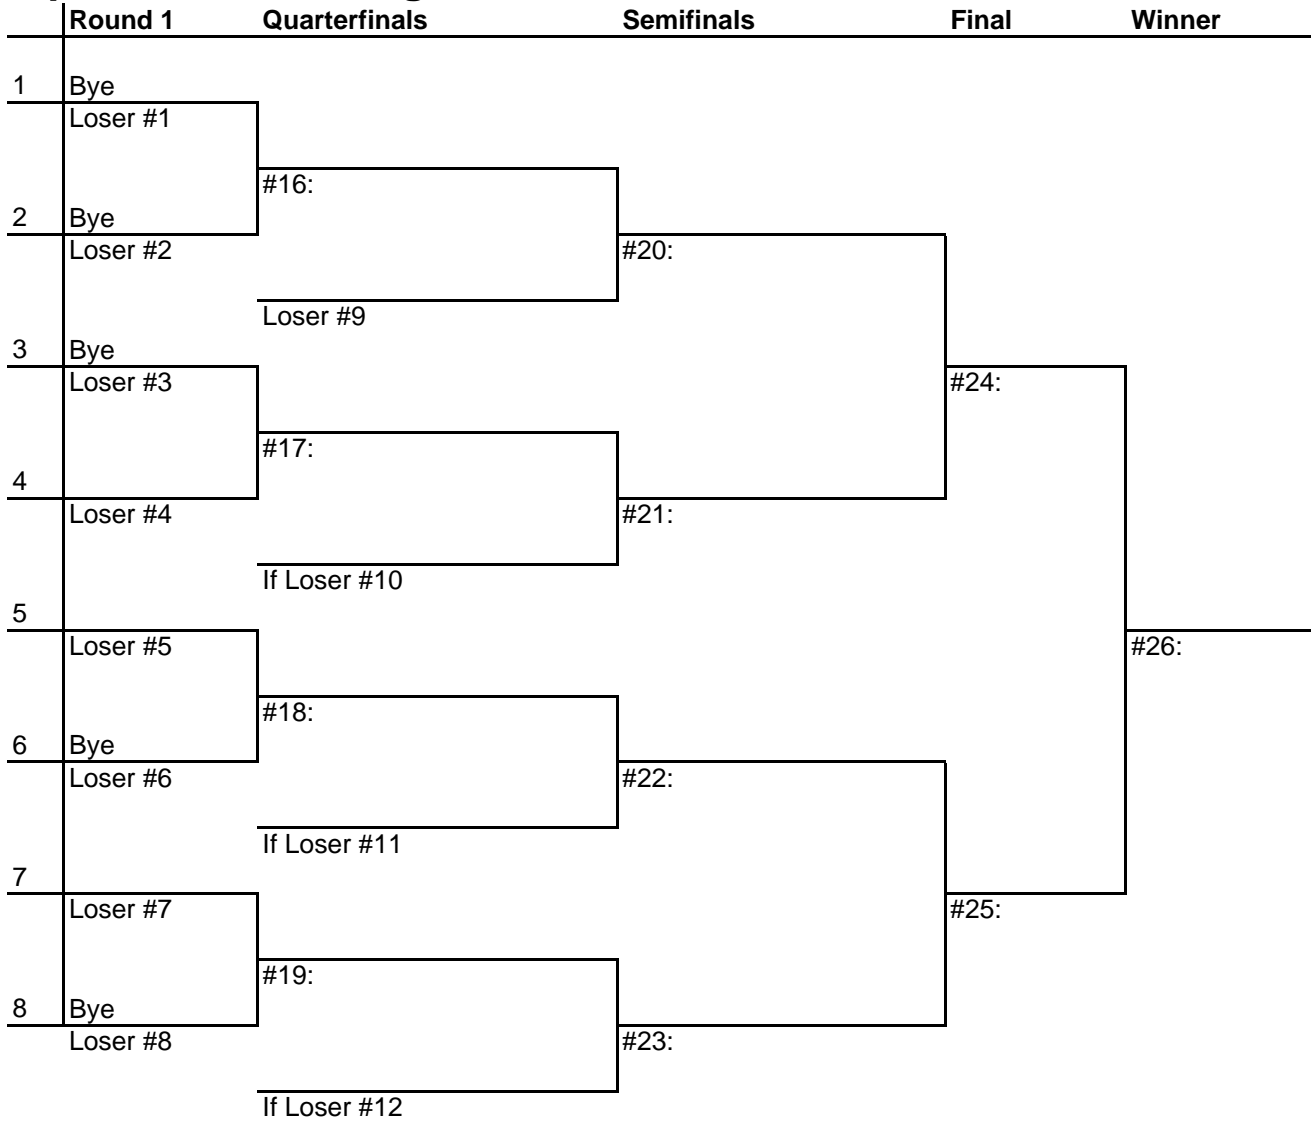 Round 1 Quarterfinals Semifinals Final Winner
1 Bye
Loser #1
#16:
2 Bye
Loser #2
#20:
Loser #9
3 Bye
Loser #3
#24:
#17:
4
Loser #4
#21:
If Loser #10
5
Loser #5
#26:
#18:
6 Bye
Loser #6
#22:
If Loser #11
7
Loser #7
#25:
#19:
8 Bye
Loser #8
#23:
If Loser #12